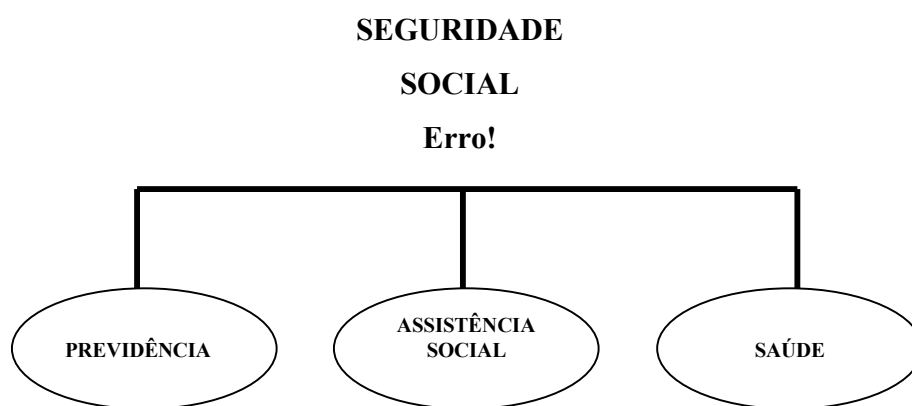 SEGURIDADE
SOCIAL
Erro!
PREVIDÊNCIA
ASSISTÊNCIA
SOCIAL
SAÚDE